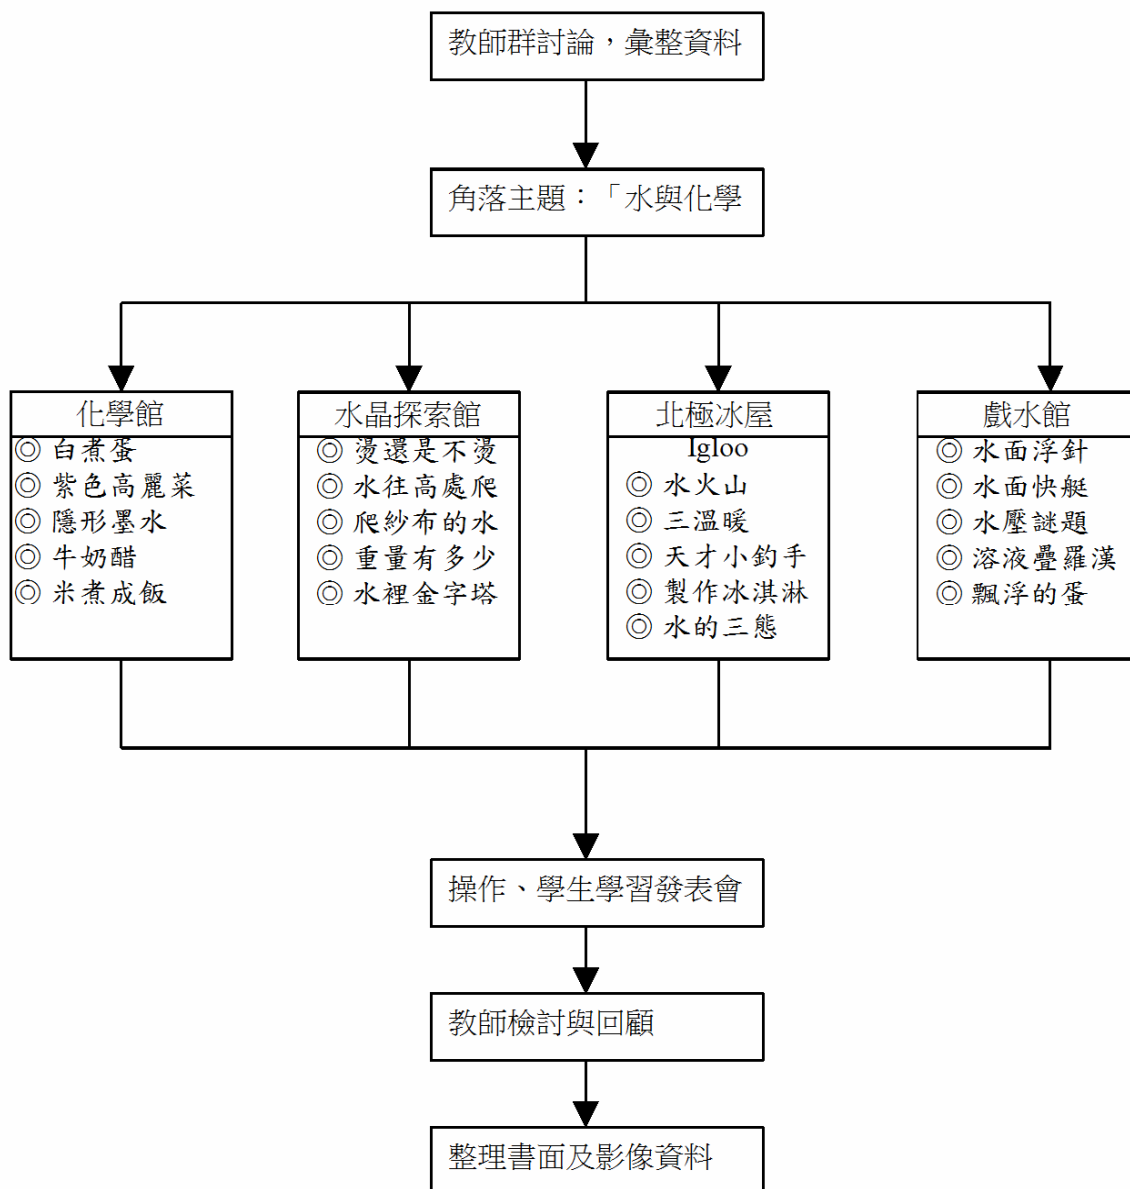 教師群討論，彙整資料
角落主題：「水與化學
化學館
◎ 白煮蛋
◎ 紫色高麗菜
◎ 隱形墨水
◎ 牛奶醋
◎ 米煮成飯
水晶探索館
◎ 燙還是不燙
◎ 水往高處爬
◎ 爬紗布的水
◎ 重量有多少
◎ 水裡金字塔
北極冰屋
Igloo
◎ 水火山
◎ 三溫暖
◎ 天才小釣手
◎ 製作冰淇淋
◎ 水的三態
戲水館
◎ 水面浮針
◎ 水面快艇
◎ 水壓謎題
◎ 溶液疊羅漢
◎ 飄浮的蛋
操作、學生學習發表會
教師檢討與回顧
整理書面及影像資料